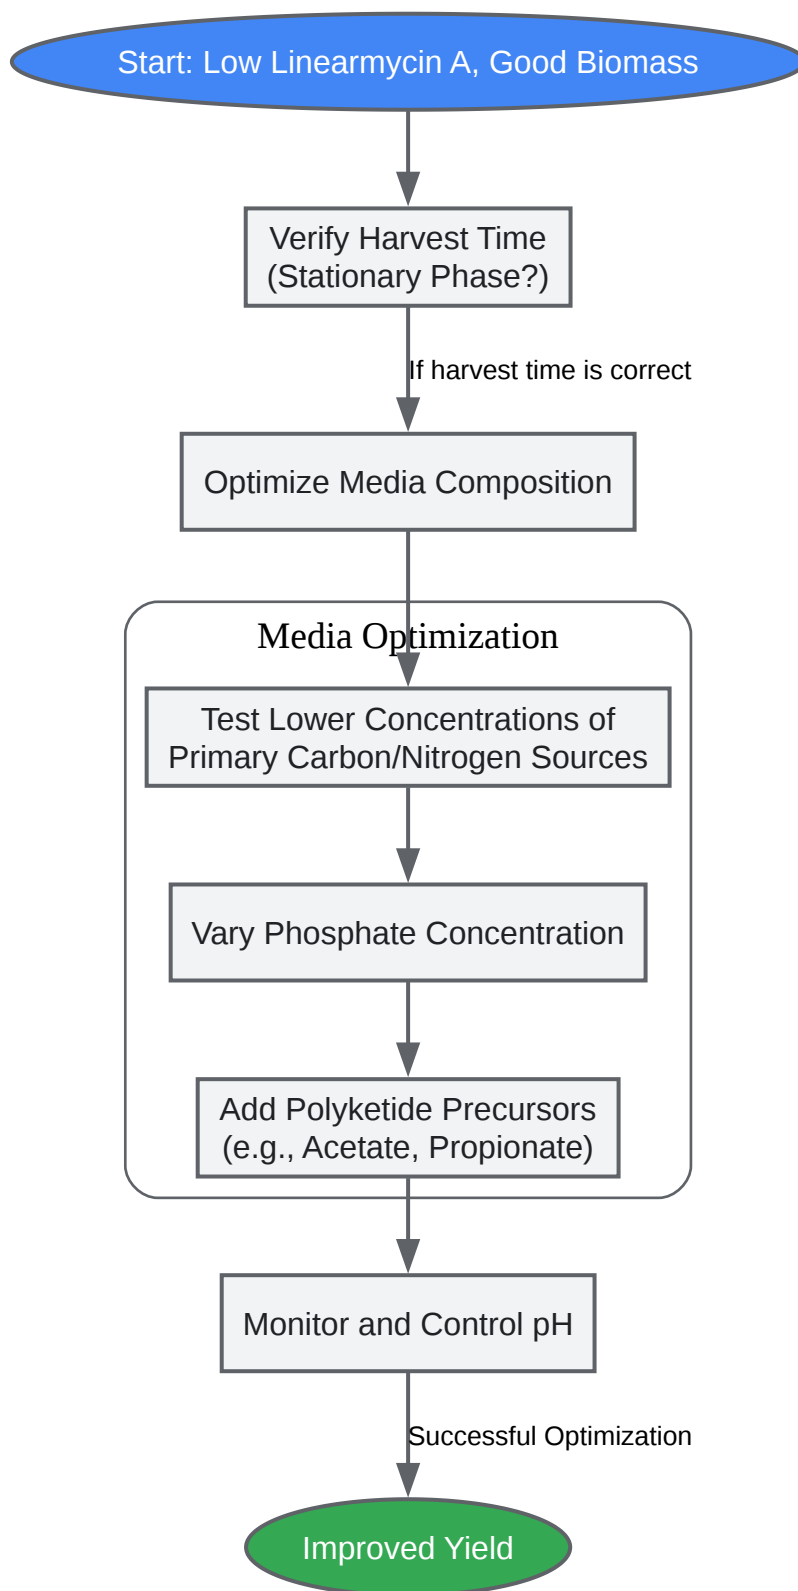 Start: Low Linearmycin A, Good Biomass
Verify Harvest Time
(Stationary Phase?)
If harvest time is correct
Optimize Media Composition
Media Optimization
Test Lower Concentrations of
Primary Carbon/Nitrogen Sources
Vary Phosphate Concentration
Add Polyketide Precursors
(e.g., Acetate, Propionate)
Monitor and Control pH
Successful Optimization
Improved Yield